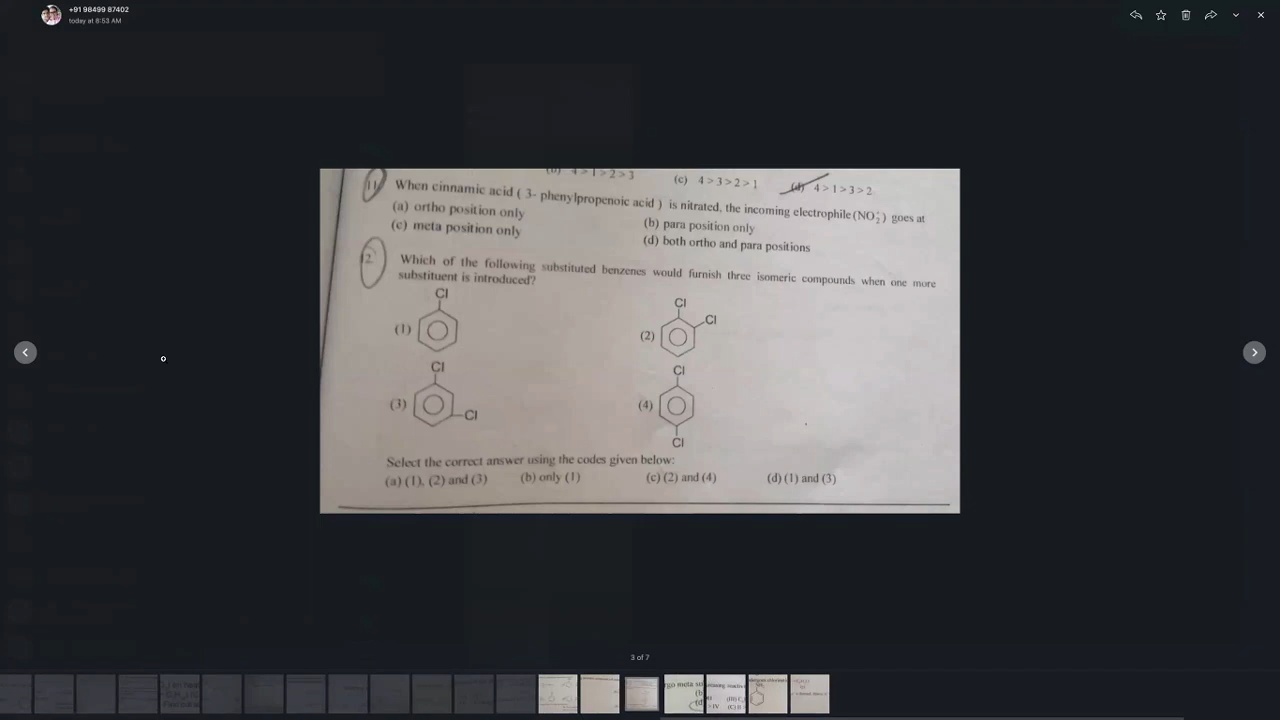 +91 98499 87402
today at 8:53 AM
(b) 4 > 1 > 2 > 3 (c) 4 > 3 > 2 > 1 (d) 4 > 1 > 3 > 2
11 When cinnamic acid ( 3- phenylpropenoic acid ) is nitrated, the incoming electrophile (NO₂⁺) goes at
(a) ortho position only (b) para position only
(c) meta position only (d) both ortho and para positions
12 Which of the following substituted benzenes would furnish three isomeric compounds when one more
substituent is introduced?
Cl Cl
Cl
(1) (2)
Cl Cl
(3) (4)
Cl
Cl
Select the correct answer using the codes given below:
(a) (1), (2) and (3) (b) only (1) (c) (2) and (4) (d) (1) and (3)
3 of 7